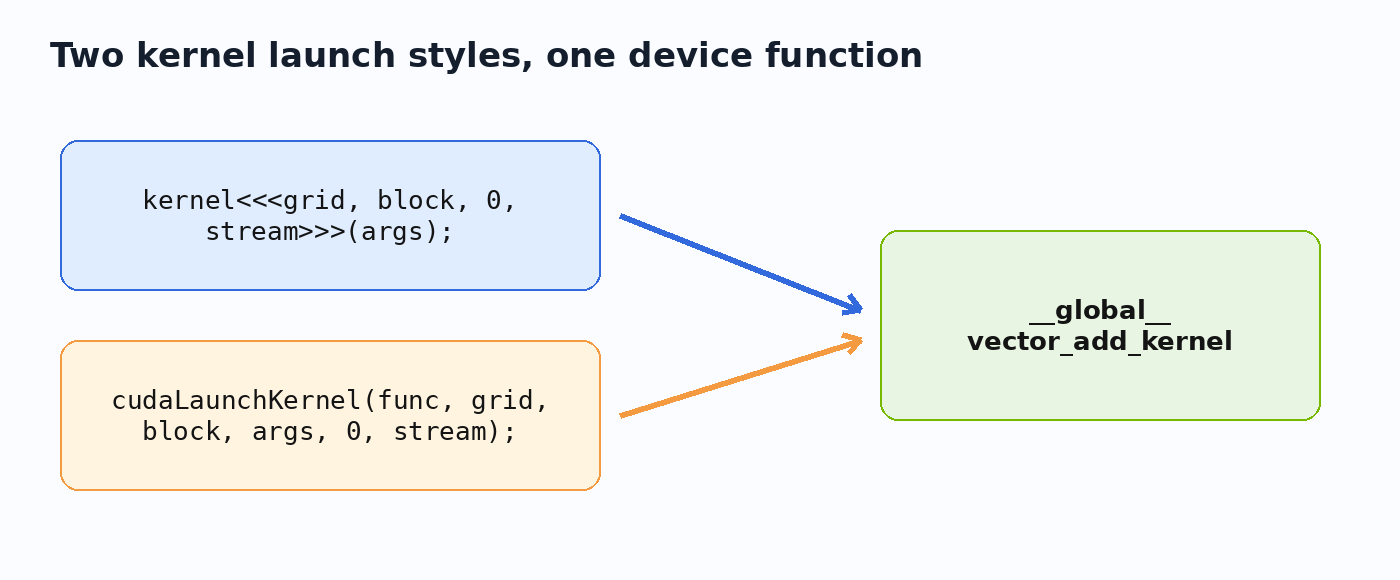 Two kernel launch styles, one device function
kernel<<<grid, block, 0,
stream>>>(args);
cudaLaunchKernel(func, grid,
block, args, 0, stream);
__global__
vector_add_kernel